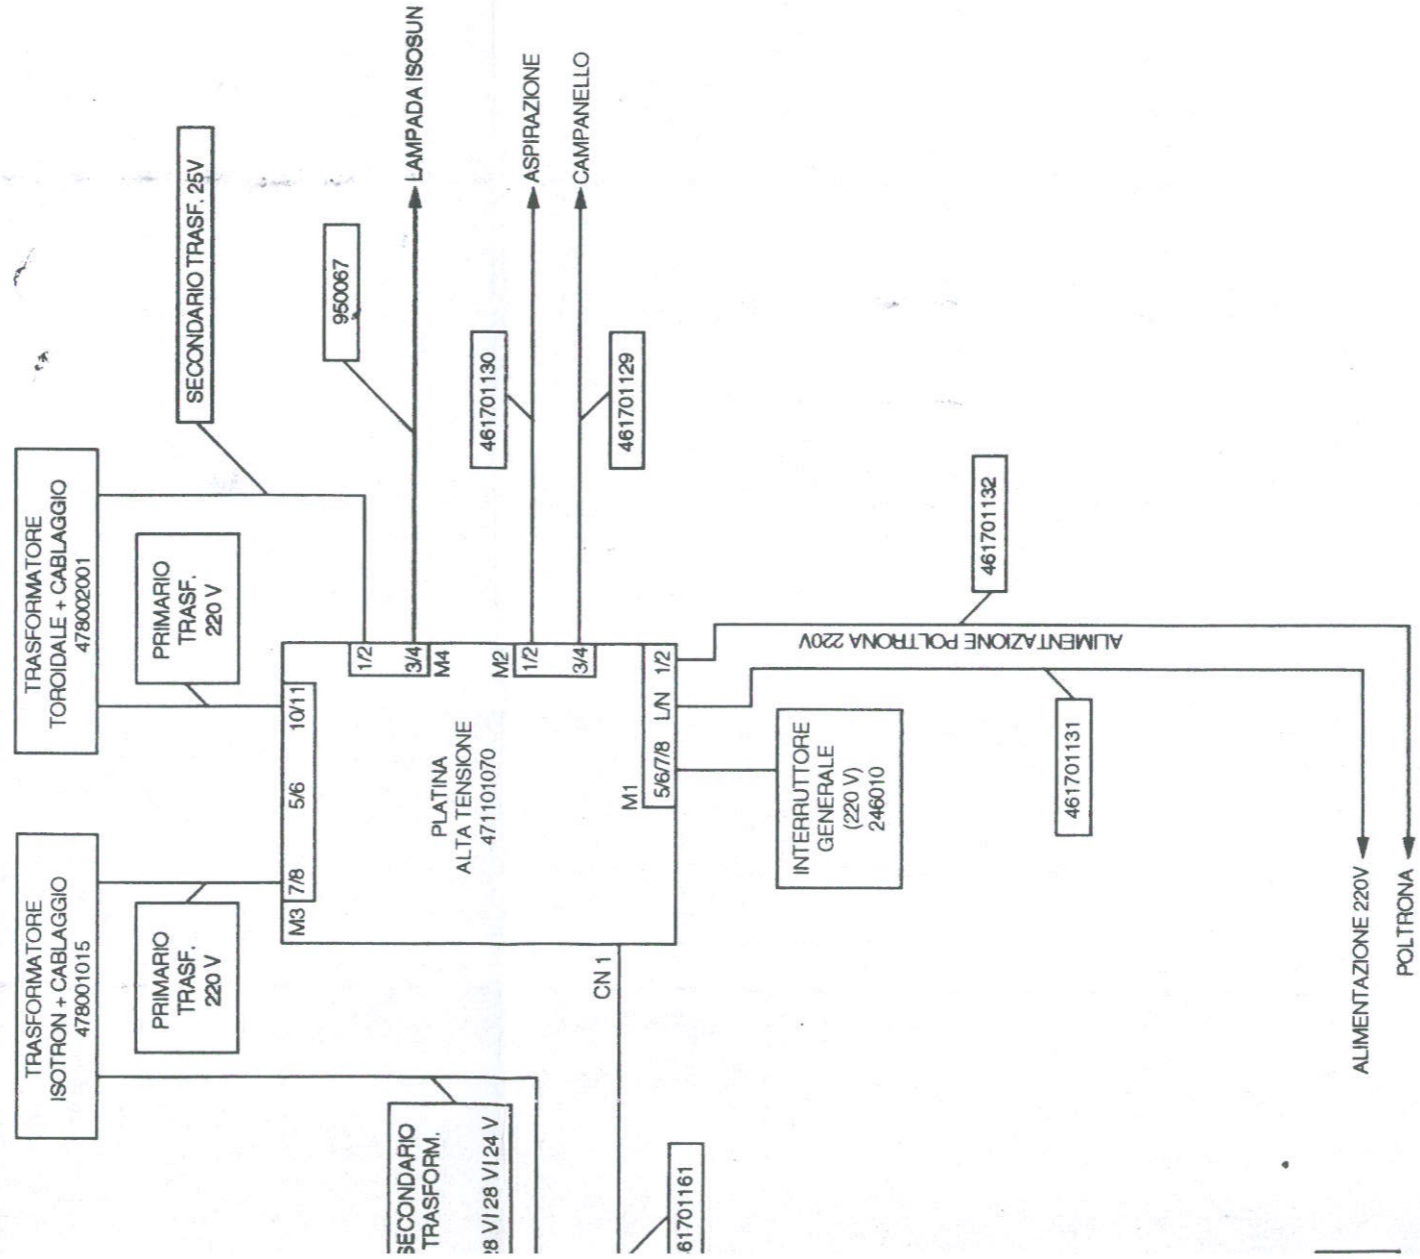 TRASFORMATORE
ISOTRON + CABLAGGIO
478001015
TRASFORMATORE
TOROIDALE + CABLAGGIO
478002001
PRIMARIO
TRASF.
220 V
PRIMARIO
TRASF.
220 V
SECONDARIO TRASF. 25V
M3
7/8
5/6
10/11
1/2
3/4
M4
950067
LAMPADA ISOSUN
SECONDARIO
TRASFORM.
28 V I 28 V I 24 V
PLATINA
ALTA TENSIONE
471101070
M2
1/2
3/4
461701130
ASPIRAZIONE
CAMPANELLO
461701129
CN 1
M1
5/6/7/8
L/N
1/2
461701161
INTERRUTTORE
GENERALE
(220 V)
246010
ALIMENTAZIONE POLTRONA 220V
461701132
461701131
ALIMENTAZIONE 220V
POLTRONA